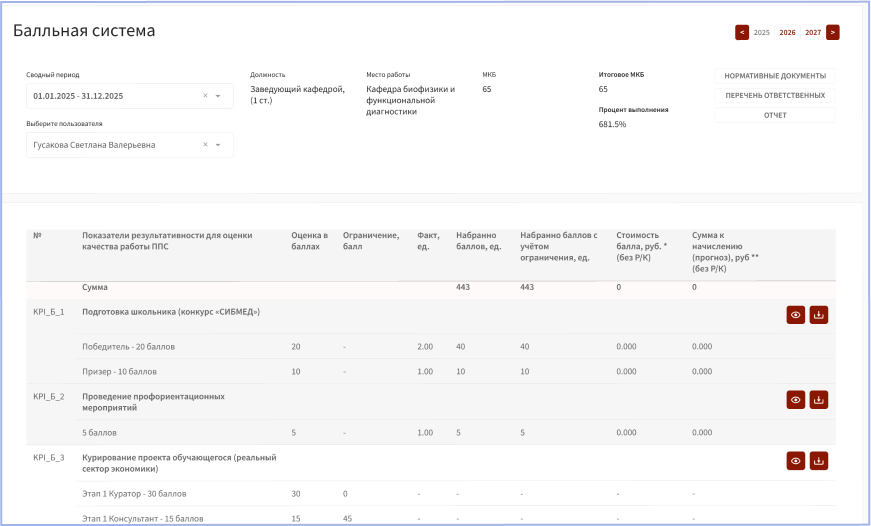 Балльная система
< 2025 2026 2027 >
Сводный период
01.01.2025 - 31.12.2025 ×
Выберите пользователя
Гусакова Светлана Валерьевна ×
Должность
Заведующий кафедрой,
(1 ст.)
Место работы
Кафедра биофизики и
функциональной
диагностики
МКБ
65
Итоговое МКБ
65
Процент выполнения
681.5%
НОРМАТИВНЫЕ ДОКУМЕНТЫ
ПЕРЕЧЕНЬ ОТВЕТСТВЕННЫХ
ОТЧЕТ
№
Показатели результативности для оценки
качества работы ППС
Оценка в
баллах
Ограничение,
балл
Факт,
ед.
Набранно
баллов, ед.
Набранно баллов с
учётом
ограничения, ед.
Стоимость
балла, руб. *
(без Р/К)
Сумма к
начислению
(прогноз), руб **
(без Р/К)
Сумма 443 443 0 0
KPI_Б_1 Подготовка школьника (конкурс «СИБМЕД»)
Победитель - 20 баллов 20 - 2.00 40 40 0.000 0.000
Призер - 10 баллов 10 - 1.00 10 10 0.000 0.000
KPI_Б_2 Проведение профориентационных
мероприятий
5 баллов 5 - 1.00 5 5 0.000 0.000
KPI_Б_3 Курирование проекта обучающегося (реальный
сектор экономики)
Этап 1 Куратор - 30 баллов 30 0 - - - - -
Этап 1 Консультант - 15 баллов 15 45 - - - - -